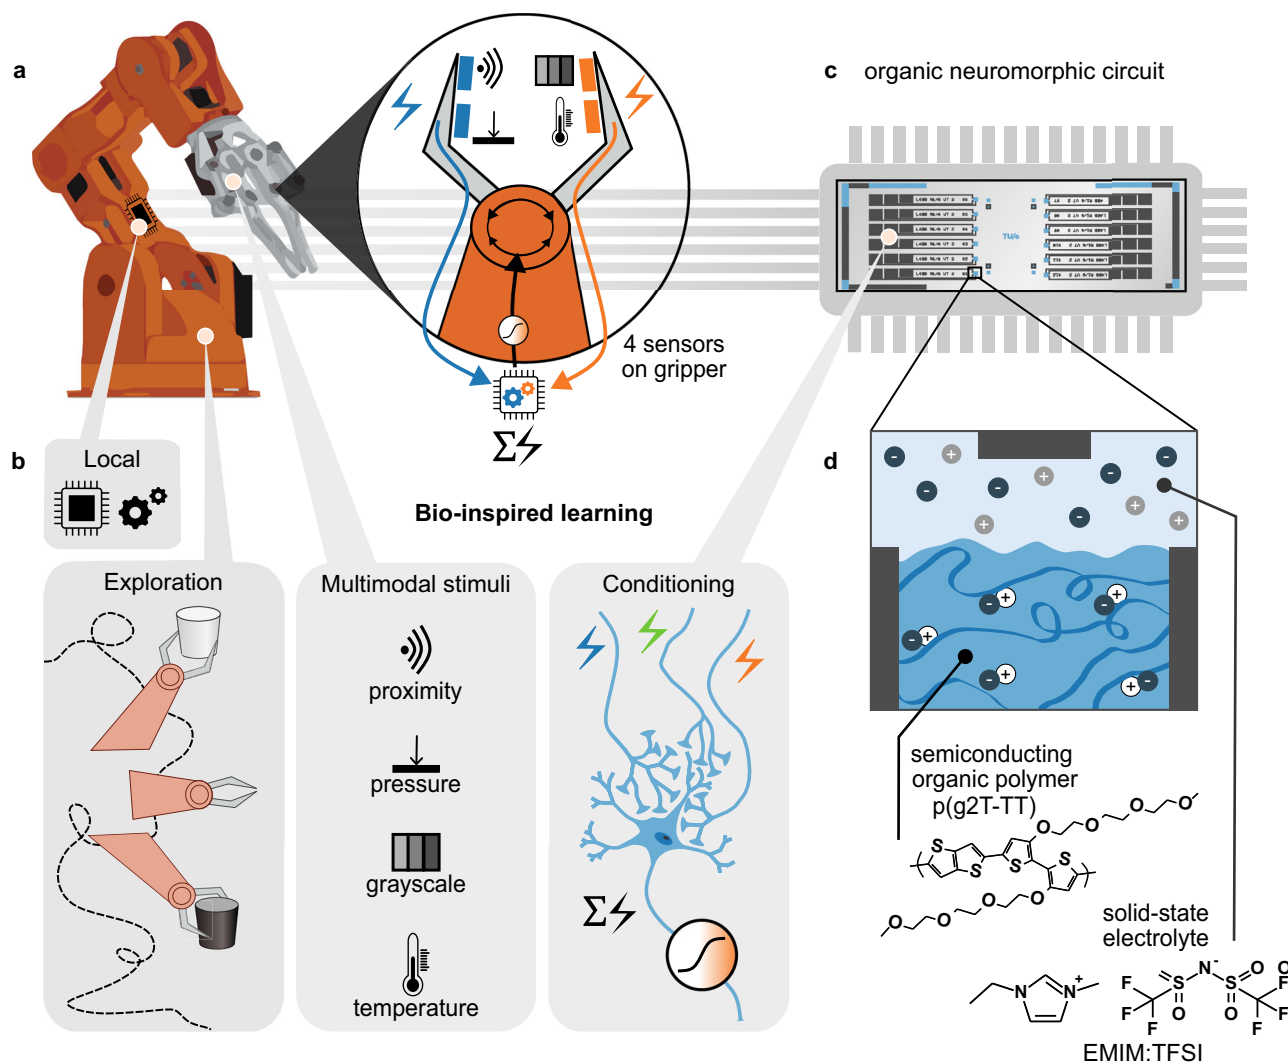 a
4 sensors
on gripper
c
organic neuromorphic circuit
TU/e
b
Local
Bio-inspired learning
Exploration
Multimodal stimuli
proximity
pressure
grayscale
temperature
Conditioning
Σ
Σ
d
semiconducting
organic polymer
p(g2T-TT)
solid-state
electrolyte
EMIM:TFSI